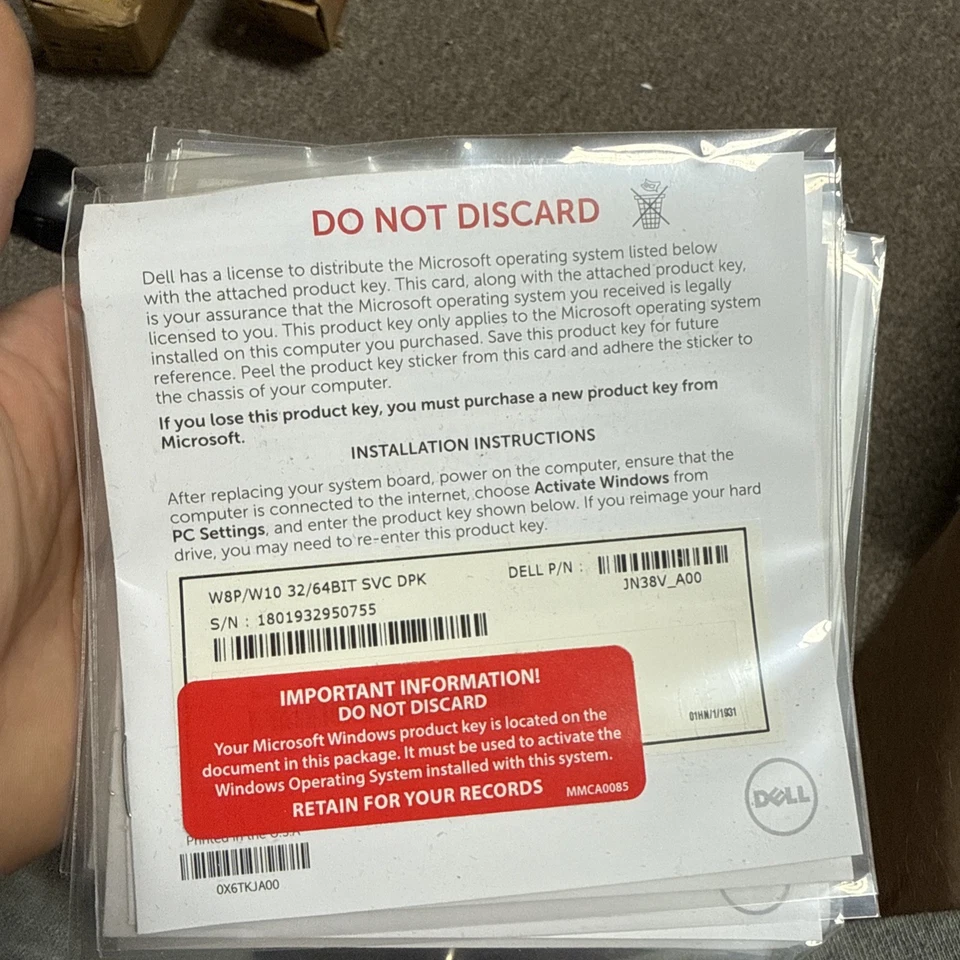 DO NOT DISCARD
Dell has a license to distribute the Microsoft operating system listed below
with the attached product key. This card, along with the attached product key,
is your assurance that the Microsoft operating system you received is legally
licensed to you. This product key only applies to the Microsoft operating system
installed on this computer you purchased. Save this product key for future
reference. Peel the product key sticker from this card and adhere the sticker to
the chassis of your computer.
If you lose this product key, you must purchase a new product key from
Microsoft.
INSTALLATION INSTRUCTIONS
After replacing your system board, power on the computer, ensure that the
computer is connected to the internet, choose Activate Windows from
PC Settings, and enter the product key shown below. If you reimage your hard
drive, you may need to re-enter this product key.
W8P/W10 32/64BIT SVC DPK
DELL P/N :
JN38V_A00
S/N : 1801932950755
IMPORTANT INFORMATION!
DO NOT DISCARD
Your Microsoft Windows product key is located on the
document in this package. It must be used to activate the
Windows Operating System installed with this system.
RETAIN FOR YOUR RECORDS MMCA0085
01HN/1/1931
DELL
Printed in the U.S.A
0X6TKJA00